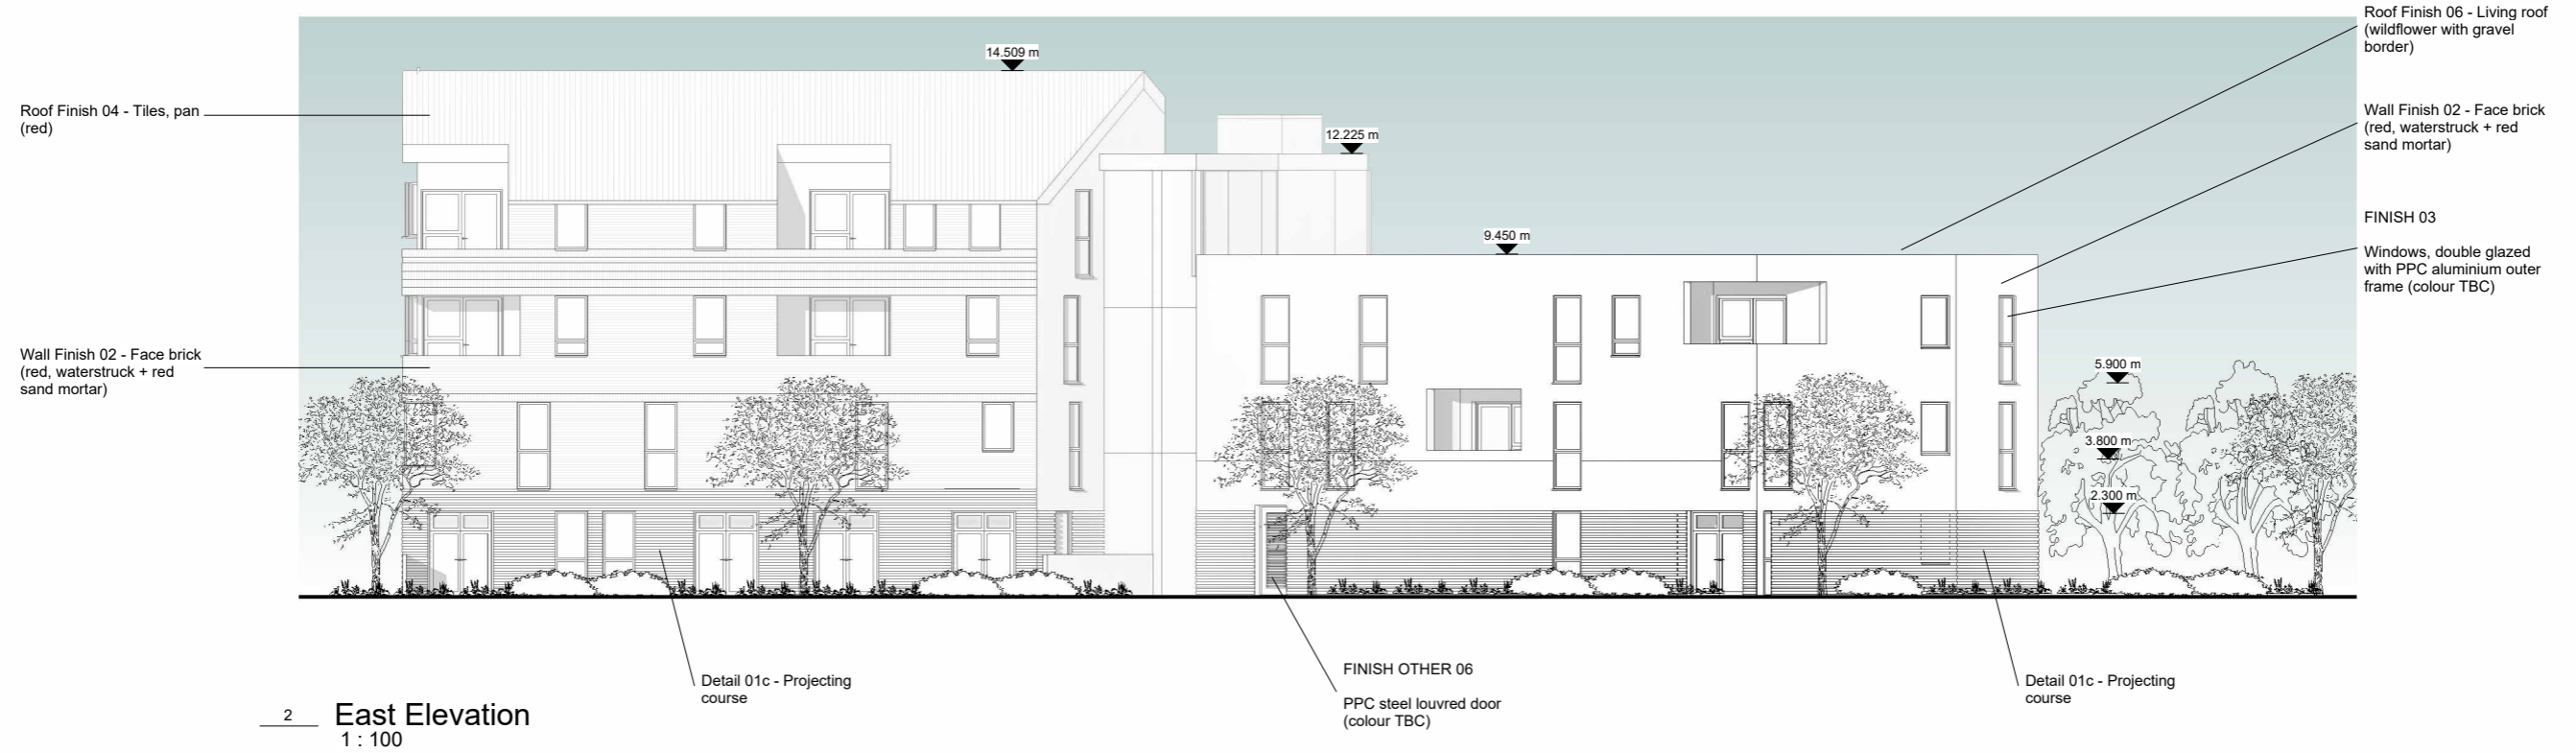 Roof Finish 06 - Living roof
(wildflower with gravel
border)
14.509 m
Roof Finish 04 - Tiles, pan
(red)
Wall Finish 02 - Face brick
(red, waterstruck + red
sand mortar)
12.225 m
FINISH 03
9.450 m
Windows, double glazed
with PPC aluminium outer
frame (colour TBC)
Wall Finish 02 - Face brick
(red, waterstruck + red
sand mortar)
5.900 m
3.800 m
2.300 m
FINISH OTHER 06
PPC steel louvred door
(colour TBC)
Detail 01c - Projecting
course
Detail 01c - Projecting
course
2
East Elevation
1 : 100